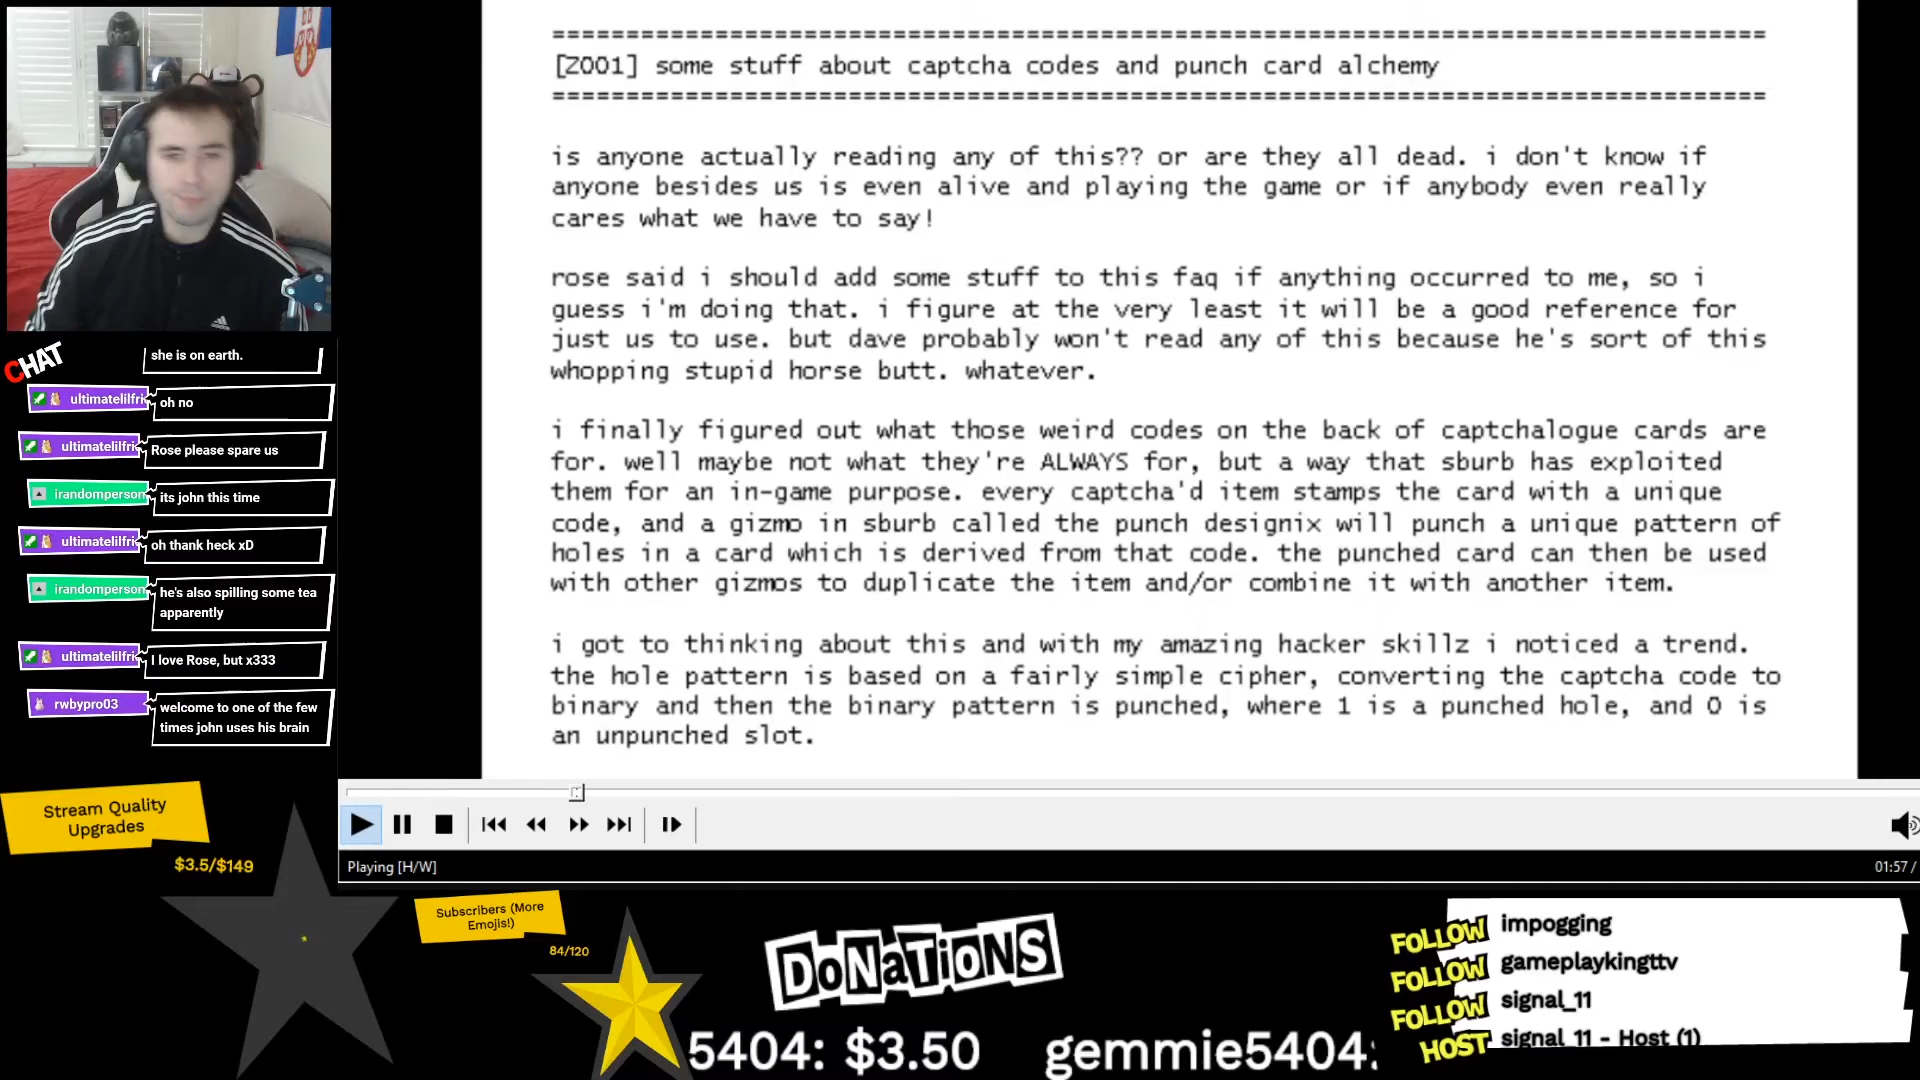 ================================================================================
[Z001] some stuff about captcha codes and punch card alchemy
================================================================================
is anyone actually reading any of this?? or are they all dead. i don't know if
anyone besides us is even alive and playing the game or if anybody even really
cares what we have to say!
rose said i should add some stuff to this faq if anything occurred to me, so i
guess i'm doing that. i figure at the very least it will be a good reference for
just us to use. but dave probably won't read any of this because he's sort of this
whopping stupid horse butt. whatever.
i finally figured out what those weird codes on the back of captchalogue cards are
for. well maybe not what they're ALWAYS for, but a way that sburb has exploited
them for an in-game purpose. every captcha'd item stamps the card with a unique
code, and a gizmo in sburb called the punch designix will punch a unique pattern of
holes in a card which is derived from that code. the punched card can then be used
with other gizmos to duplicate the item and/or combine it with another item.
i got to thinking about this and with my amazing hacker skillz i noticed a trend.
the hole pattern is based on a fairly simple cipher, converting the captcha code to
binary and then the binary pattern is punched, where 1 is a punched hole, and 0 is
an unpunched slot.
CHAT
she is on earth.
ultimatelilfri oh no
ultimatelilfri Rose please spare us
irandomperson its john this time
ultimatelilfri oh thank heck xD
irandomperson he's also spilling some tea
apparently
ultimatelilfri I love Rose, but x333
rwbypro03 welcome to one of the few
times john uses his brain
Playing [H/W]
01:57 /
Stream Quality
Upgrades
$3.5/$149
Subscribers (More
Emojis!)
84/120
DoNaTiONS
5404: $3.50 gemmie5404:
FOLLOW impogging
FOLLOW gameplaykingttv
FOLLOW signal_11
HOST signal_11 - Host (1)